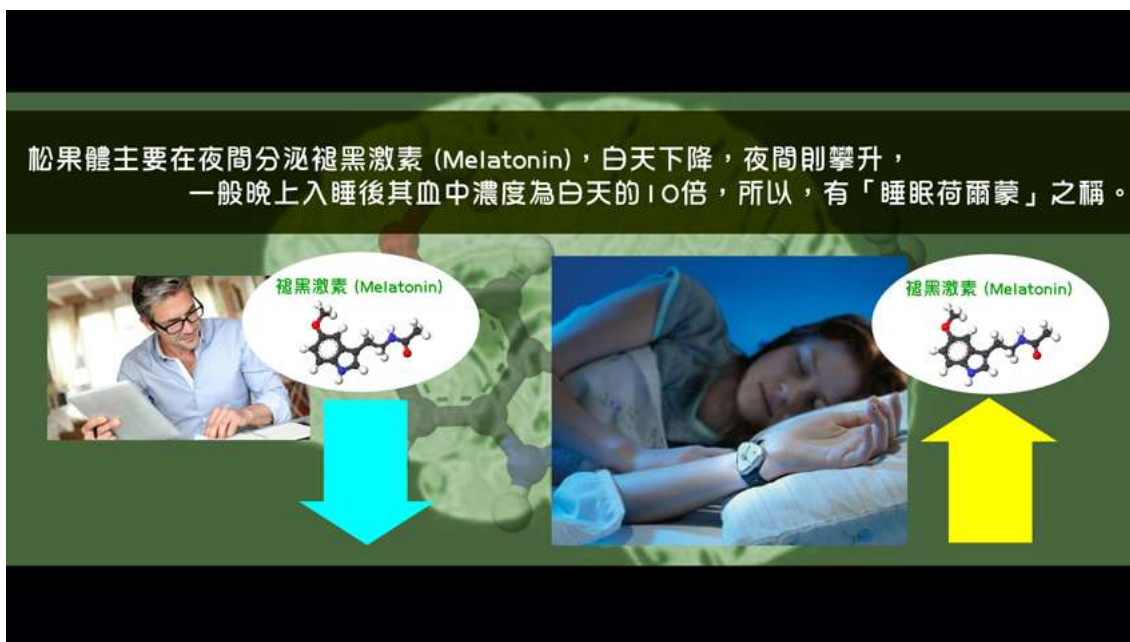 松果體主要在夜間分泌褪黑激素 (Melatonin)，白天下降，夜間則攀升，
一般晚上入睡後其血中濃度為白天的10倍，所以，有「睡眠荷爾蒙」之稱。
褪黑激素 (Melatonin)
褪黑激素 (Melatonin)